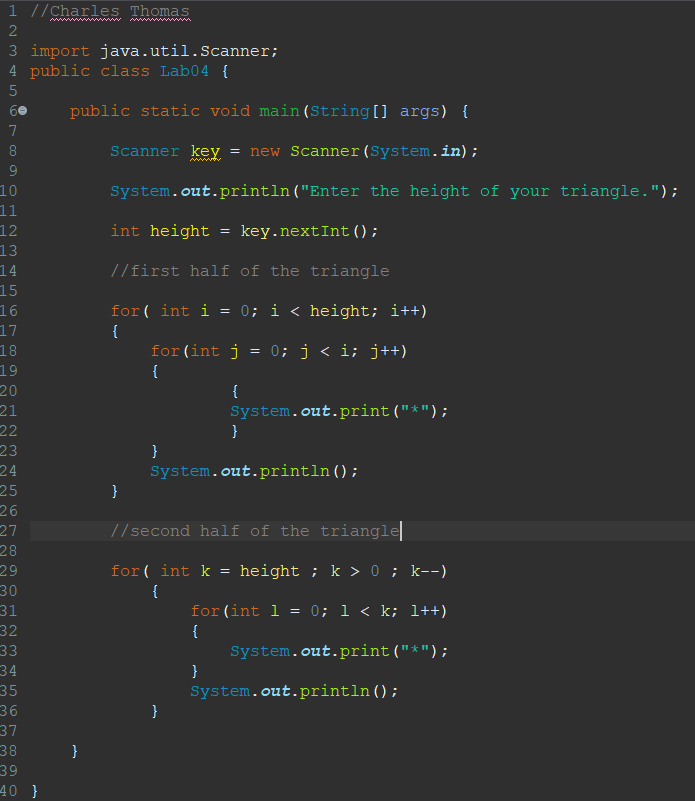 1 //Charles Thomas
2
3 import java.util.Scanner;
4 public class Lab04 {
5
6 public static void main(String[] args) {
7
8 Scanner key = new Scanner(System.in);
9
10 System.out.println("Enter the height of your triangle.");
11
12 int height = key.nextInt();
13
14 //first half of the triangle
15
16 for( int i = 0; i < height; i++)
17 {
18 for(int j = 0; j < i; j++)
19 {
20 {
21 System.out.print("*");
22 }
23 }
24 System.out.println();
25 }
26
27 //second half of the triangle
28
29 for( int k = height ; k > 0 ; k--)
30 {
31 for(int l = 0; l < k; l++)
32 {
33 System.out.print("*");
34 }
35 System.out.println();
36 }
37
38 }
39
40 }